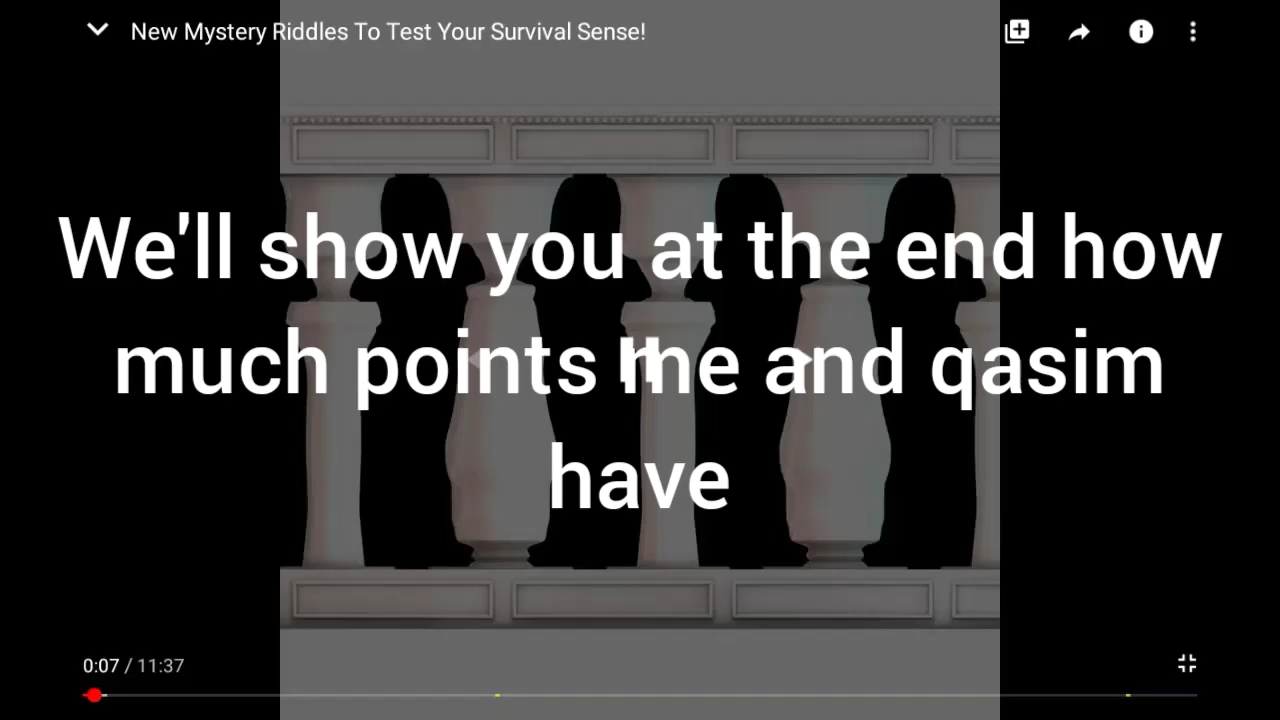 New Mystery Riddles To Test Your Survival Sense!
We'll show you at the end how
much points me and qasim
have
0:07 / 11:37